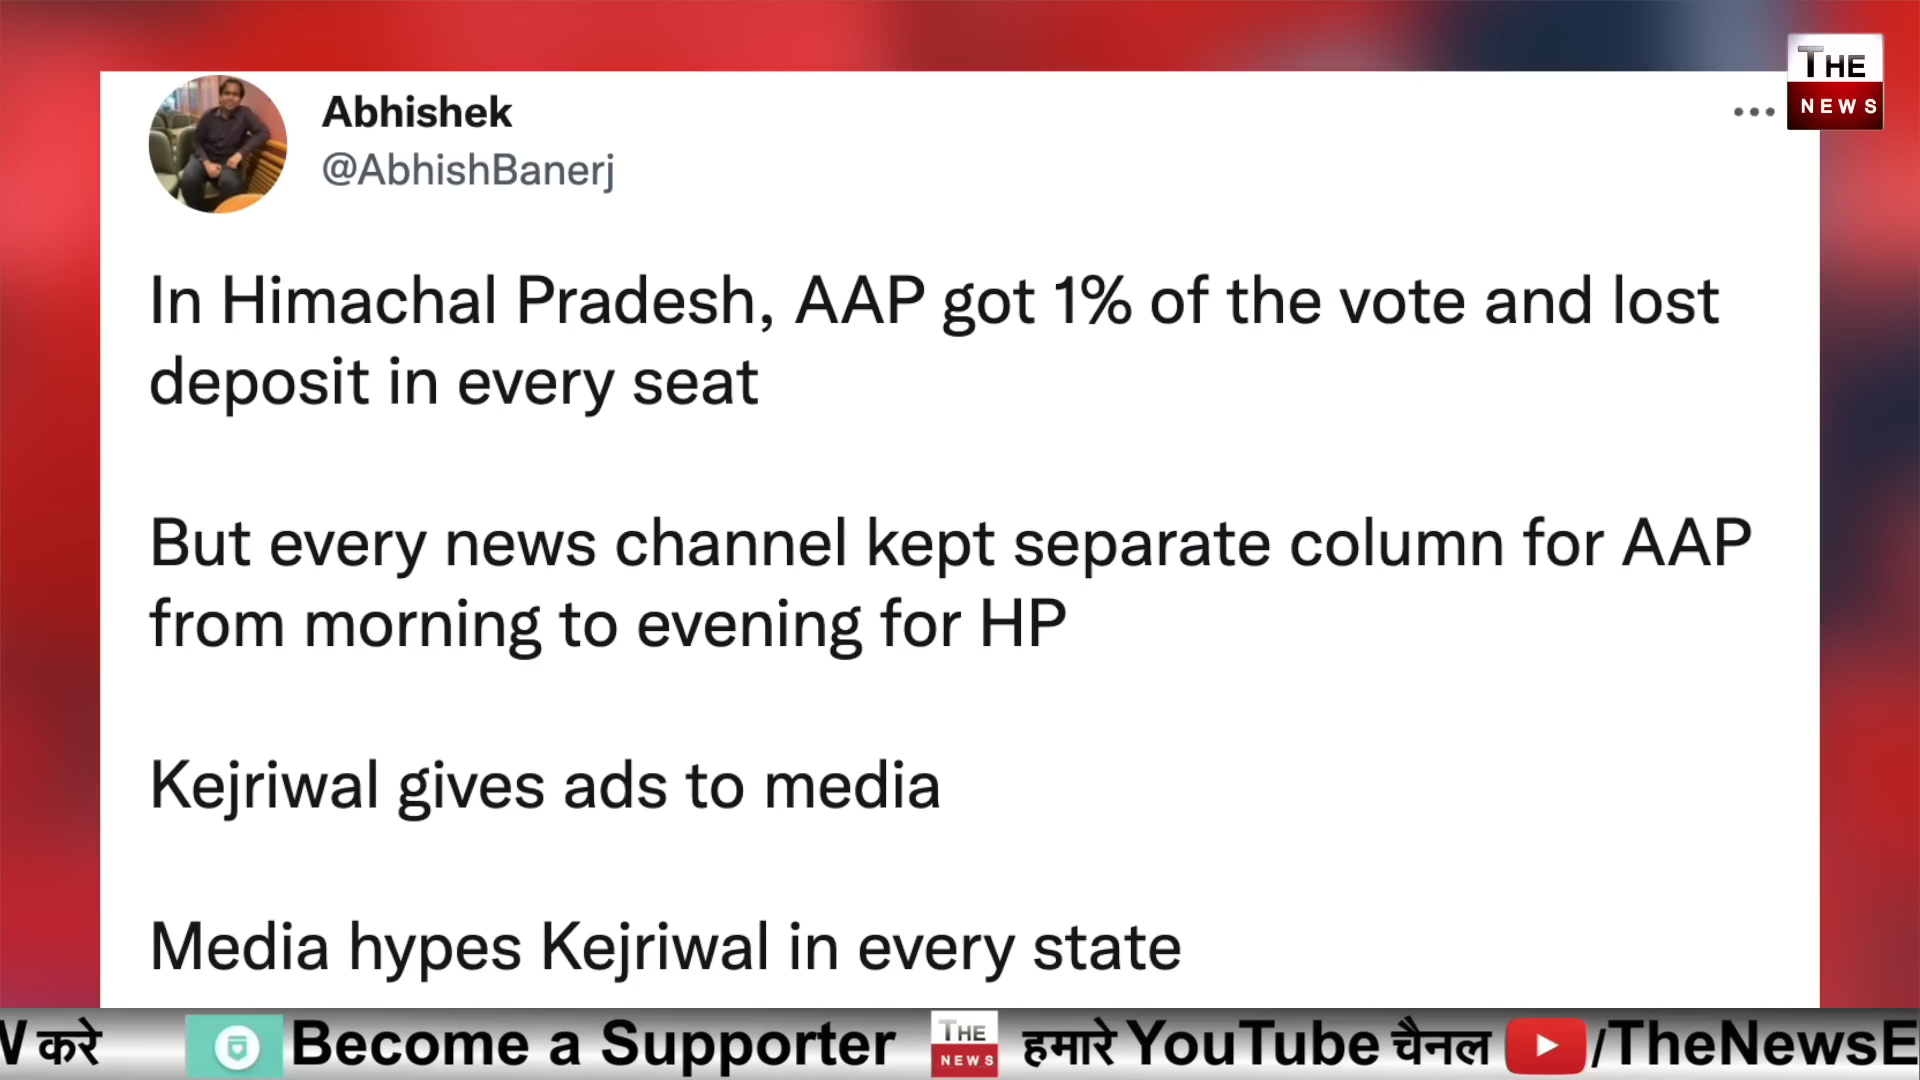 THE
NEWS
Abhishek
@AbhishBanerj
In Himachal Pradesh, AAP got 1% of the vote and lost
deposit in every seat
But every news channel kept separate column for AAP
from morning to evening for HP
Kejriwal gives ads to media
Media hypes Kejriwal in every state
करे Become a Supporter THE NEWS हमारे YouTube चैनल /TheNewsE